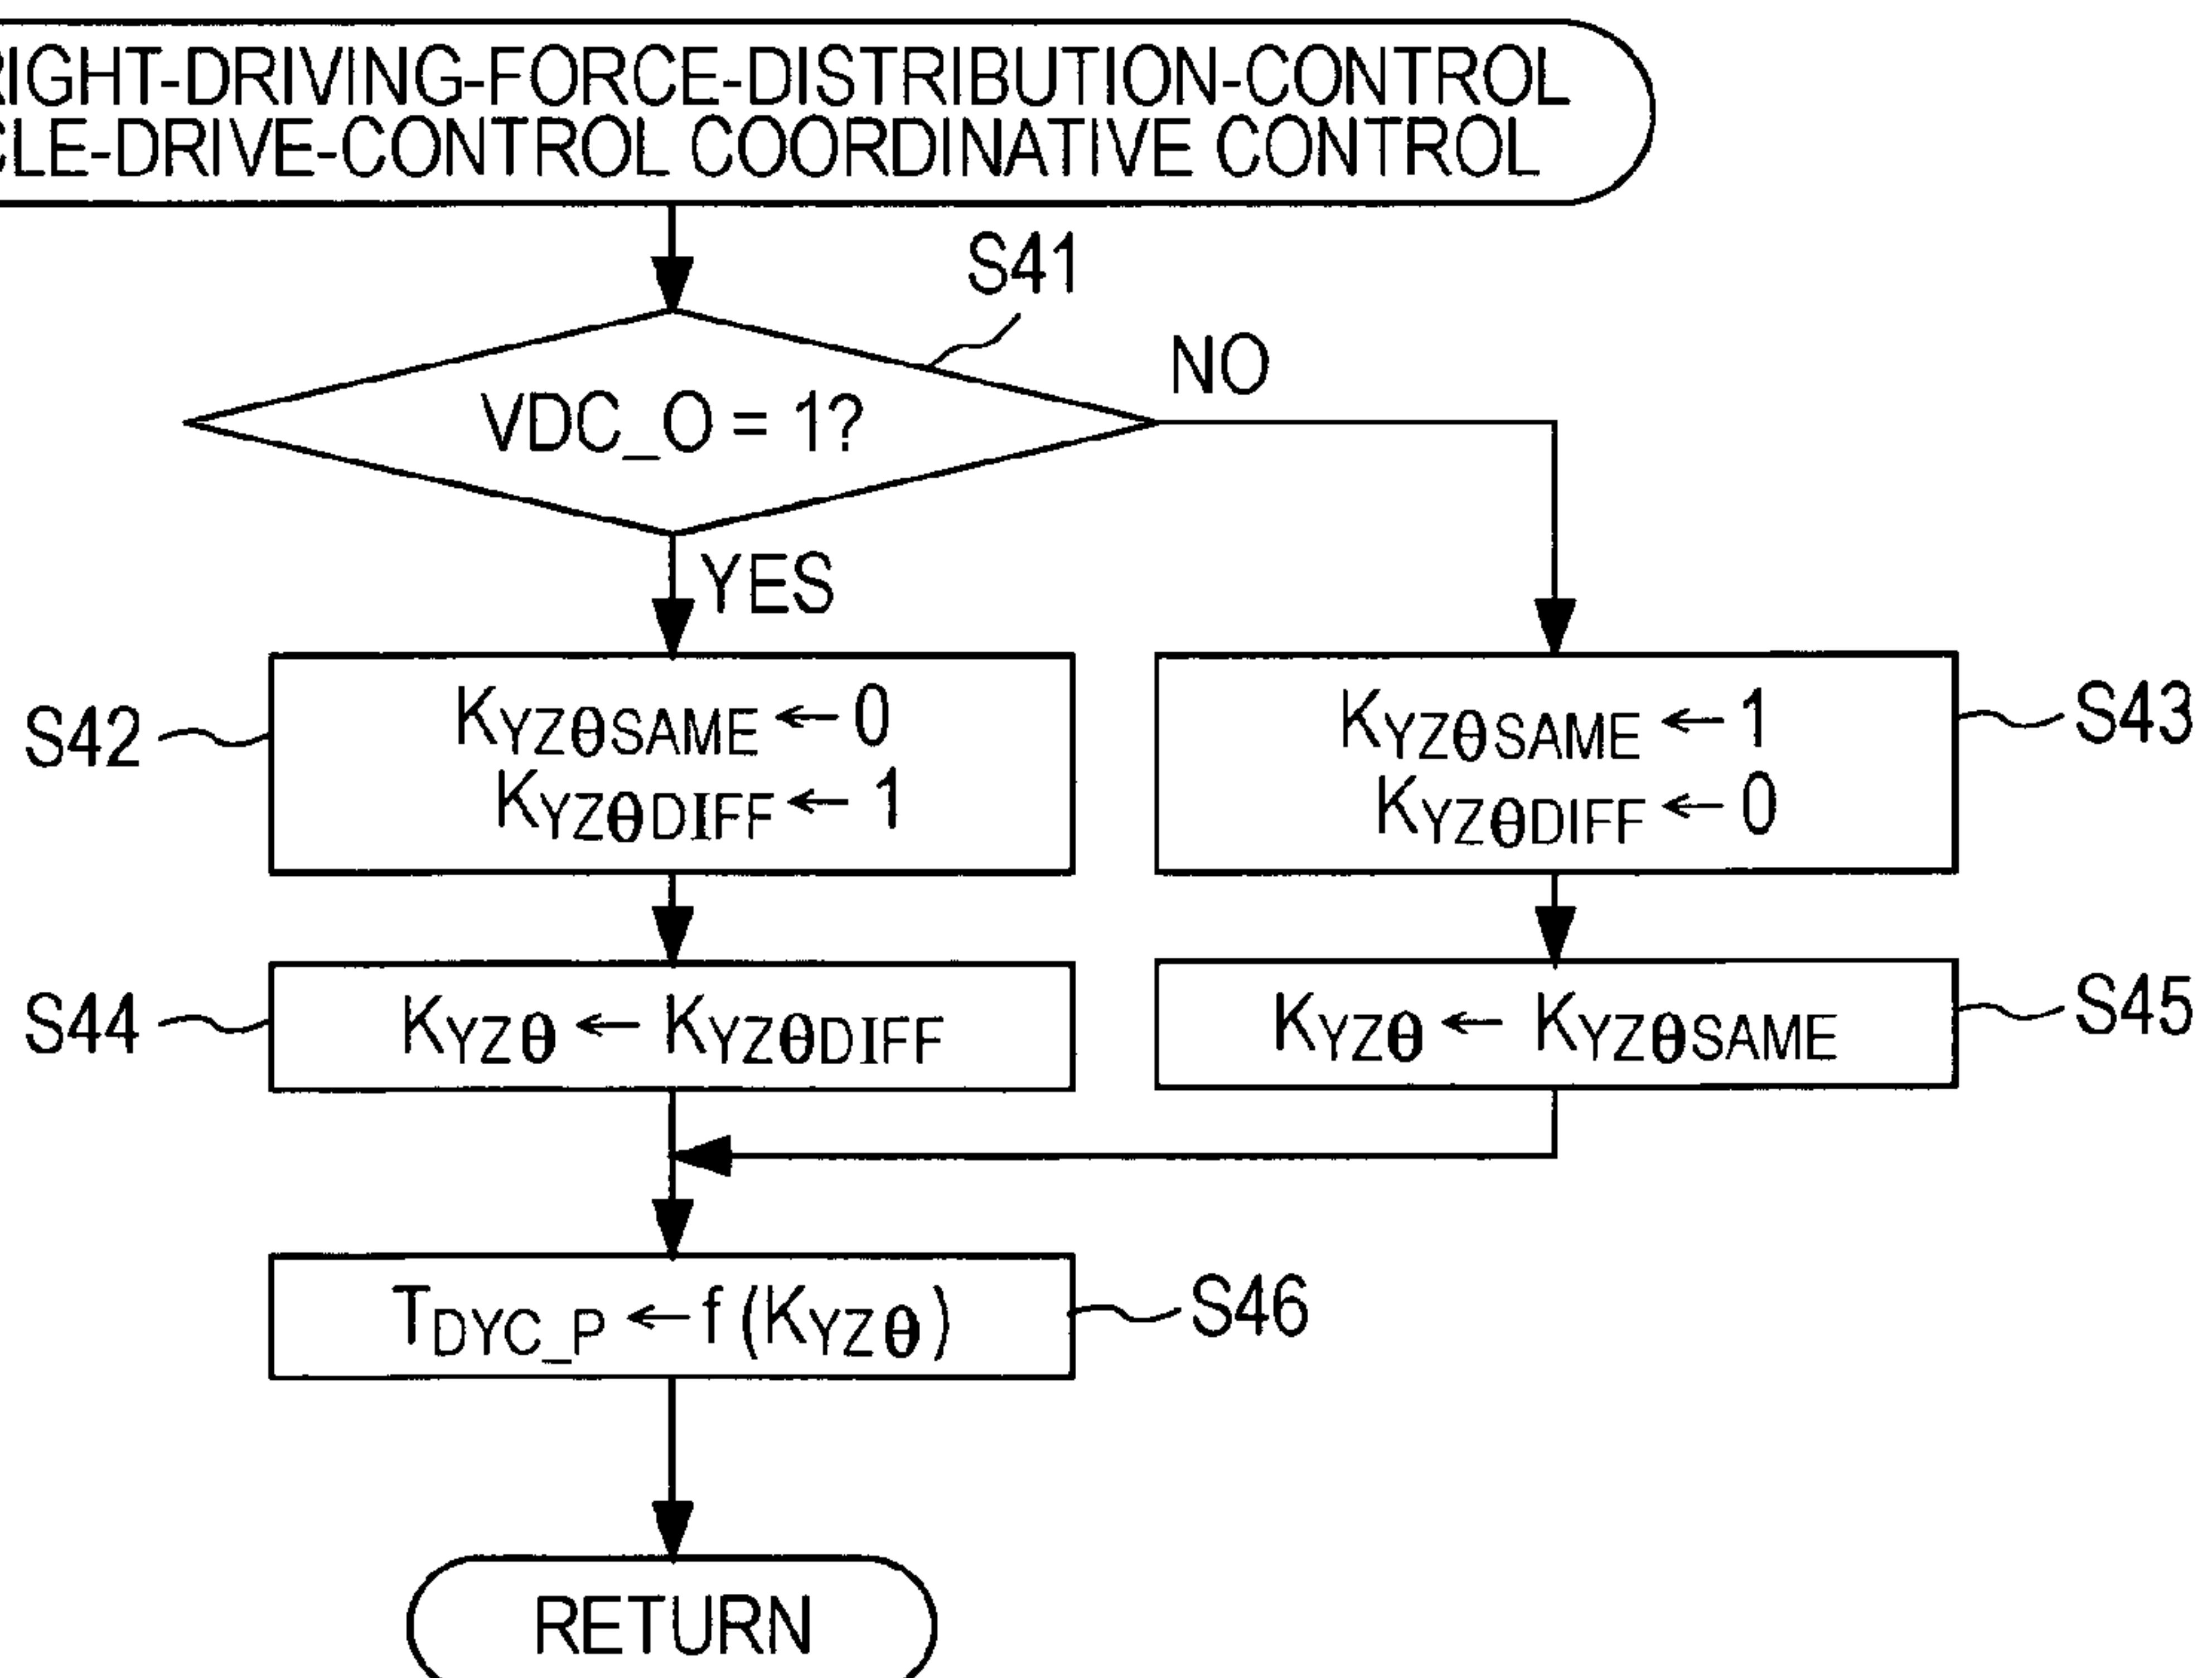 RIGHT-DRIVING-FORCE-DISTRIBUTION-CONTROL
CLE-DRIVE-CONTROL COORDINATIVE CONTROL
S41
NO
VDC_O = 1?
YES
S42
KYZθSAME ← 0
KYZθDIFF ← 1
KYZθSAME ← 1
KYZθDIFF ← 0
S43
S44
KYZθ ← KYZθDIFF
KYZθ ← KYZθSAME
S45
TDYC_P ← f (KYZθ)
S46
RETURN